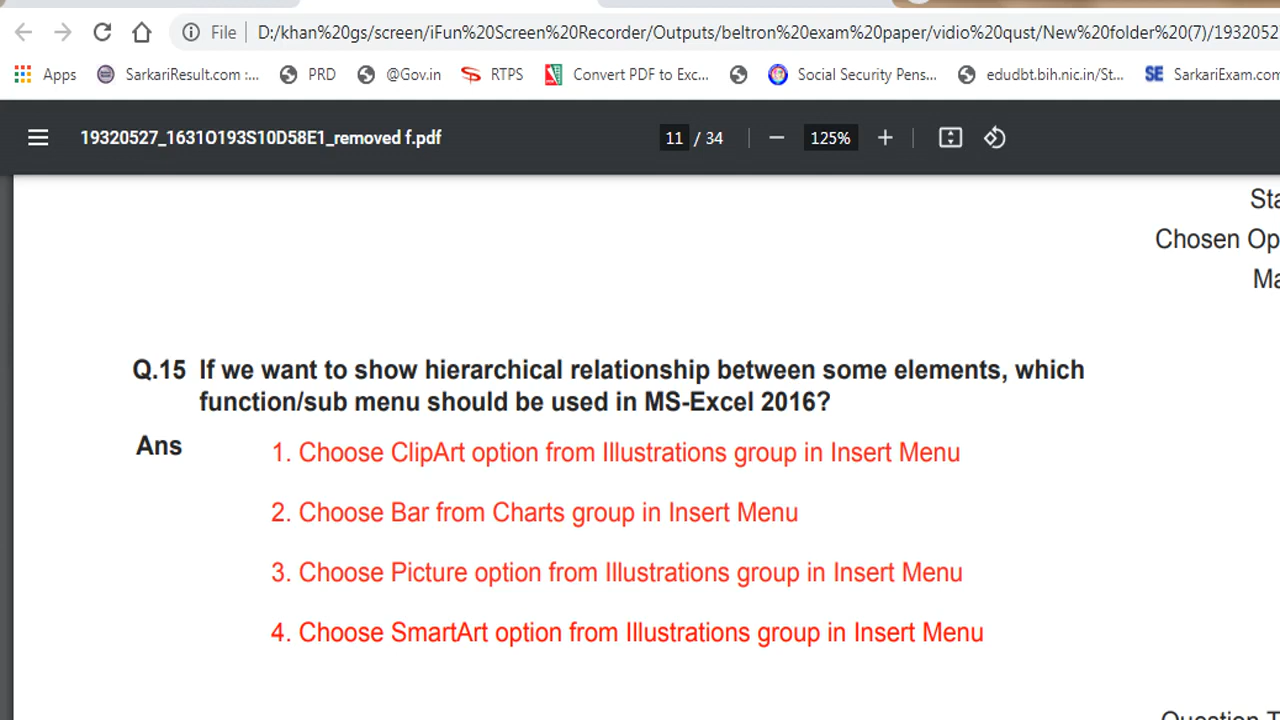 File D:/khan%20gs/screen/iFun%20Screen%20Recorder/Outputs/beltron%20exam%20paper/vidio%20qust/New%20folder%20(7)/1932052
Apps SarkariResult.com :... PRD @Gov.in RTPS Convert PDF to Exc... Social Security Pens... edudbt.bih.nic.in/St... SE SarkariExam.com
19320527_1631O193S10D58E1_removed f.pdf 11 / 34 125%
Sta
Chosen Op
Ma
Q.15 If we want to show hierarchical relationship between some elements, which
function/sub menu should be used in MS-Excel 2016?
Ans 1. Choose ClipArt option from Illustrations group in Insert Menu
2. Choose Bar from Charts group in Insert Menu
3. Choose Picture option from Illustrations group in Insert Menu
4. Choose SmartArt option from Illustrations group in Insert Menu
Question T